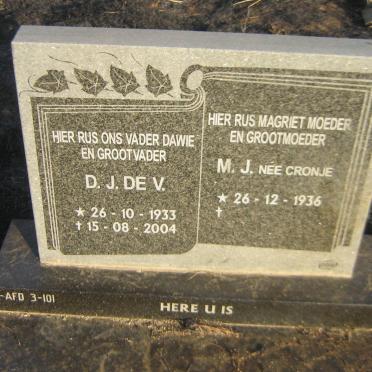 HIER RUS ONS VADER DAWIE
EN GROOTVADER
D. J. DE V.
★ 26 - 10 - 1933
† 15 - 08 - 2004
HIER RUS MAGRIET MOEDER
EN GROOTMOEDER
M. J. NÉE CRONJE
★ 26 - 12 - 1936
†
-AFD 3-101
HERE U IS